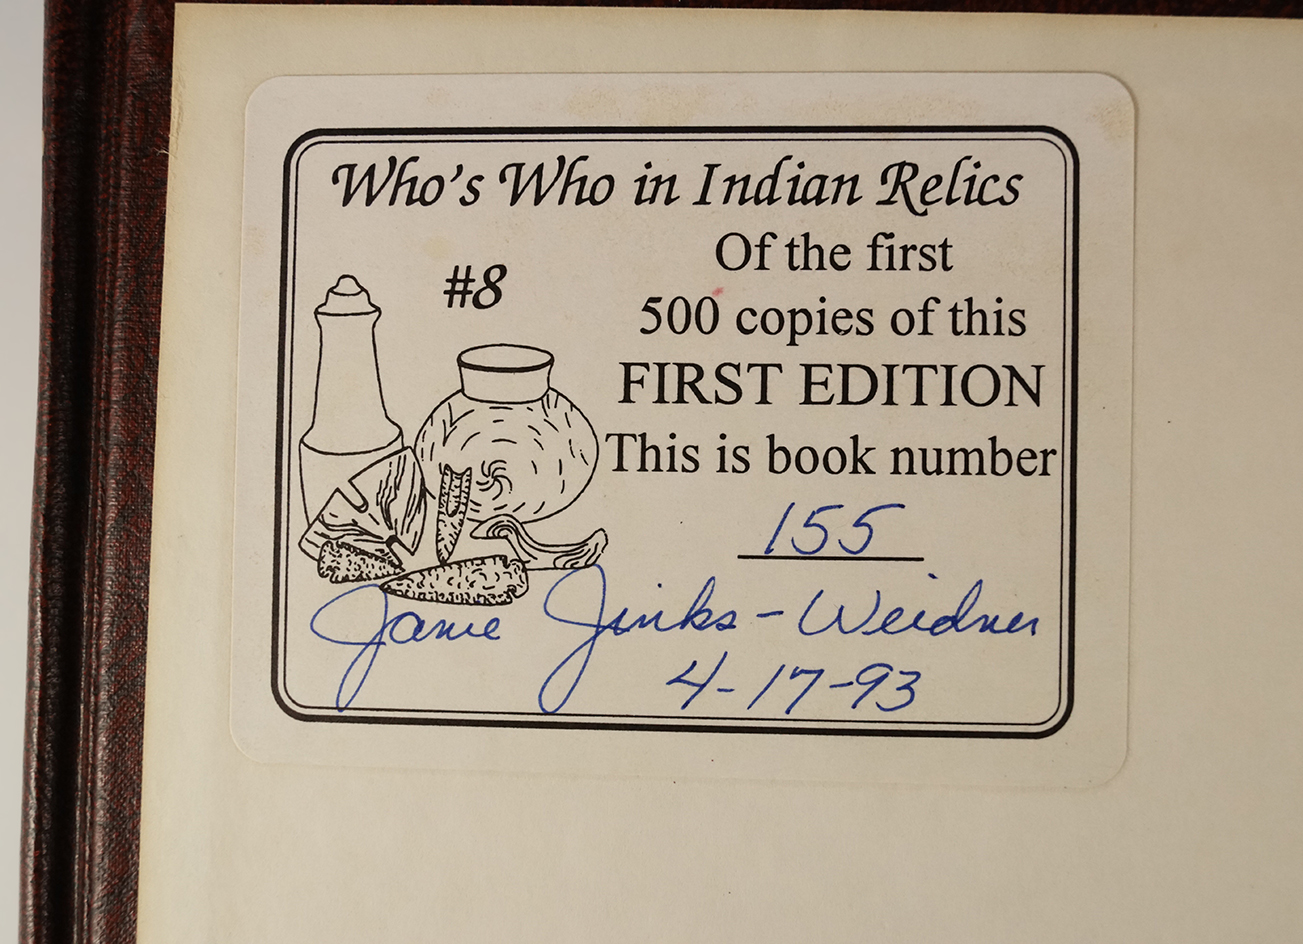 Who's Who in Indian Relics
#8
Of the first
500 copies of this
FIRST EDITION
This is book number
155
Janie Jinks-Weidner
4-17-93